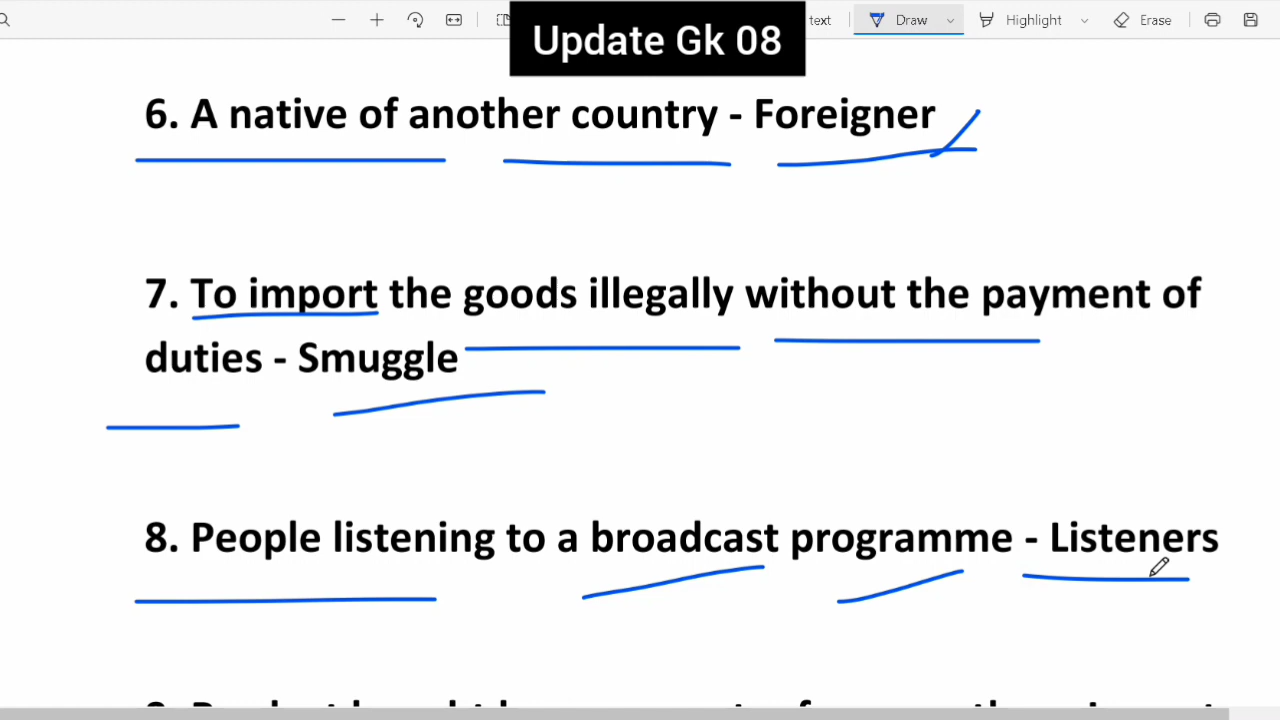 text Draw Highlight Erase
Update Gk 08
6. A native of another country - Foreigner
7. To import the goods illegally without the payment of
duties - Smuggle
8. People listening to a broadcast programme - Listeners